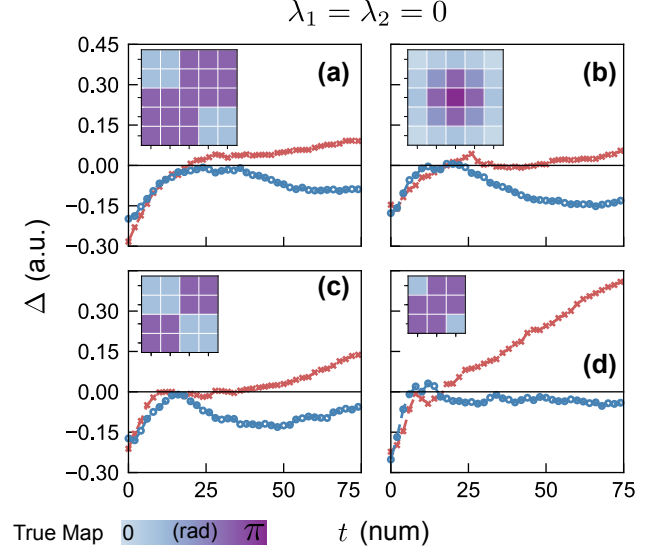 λ₁ = λ₂ = 0
0.45
0.30
0.15
0.00
−0.15
−0.30
(a)
(b)
0.30
0.15
0.00
−0.15
−0.30
(c)
(d)
Δ (a.u.)
0 25 50 75
0 25 50 75
True Map 0 (rad) π
t (num)